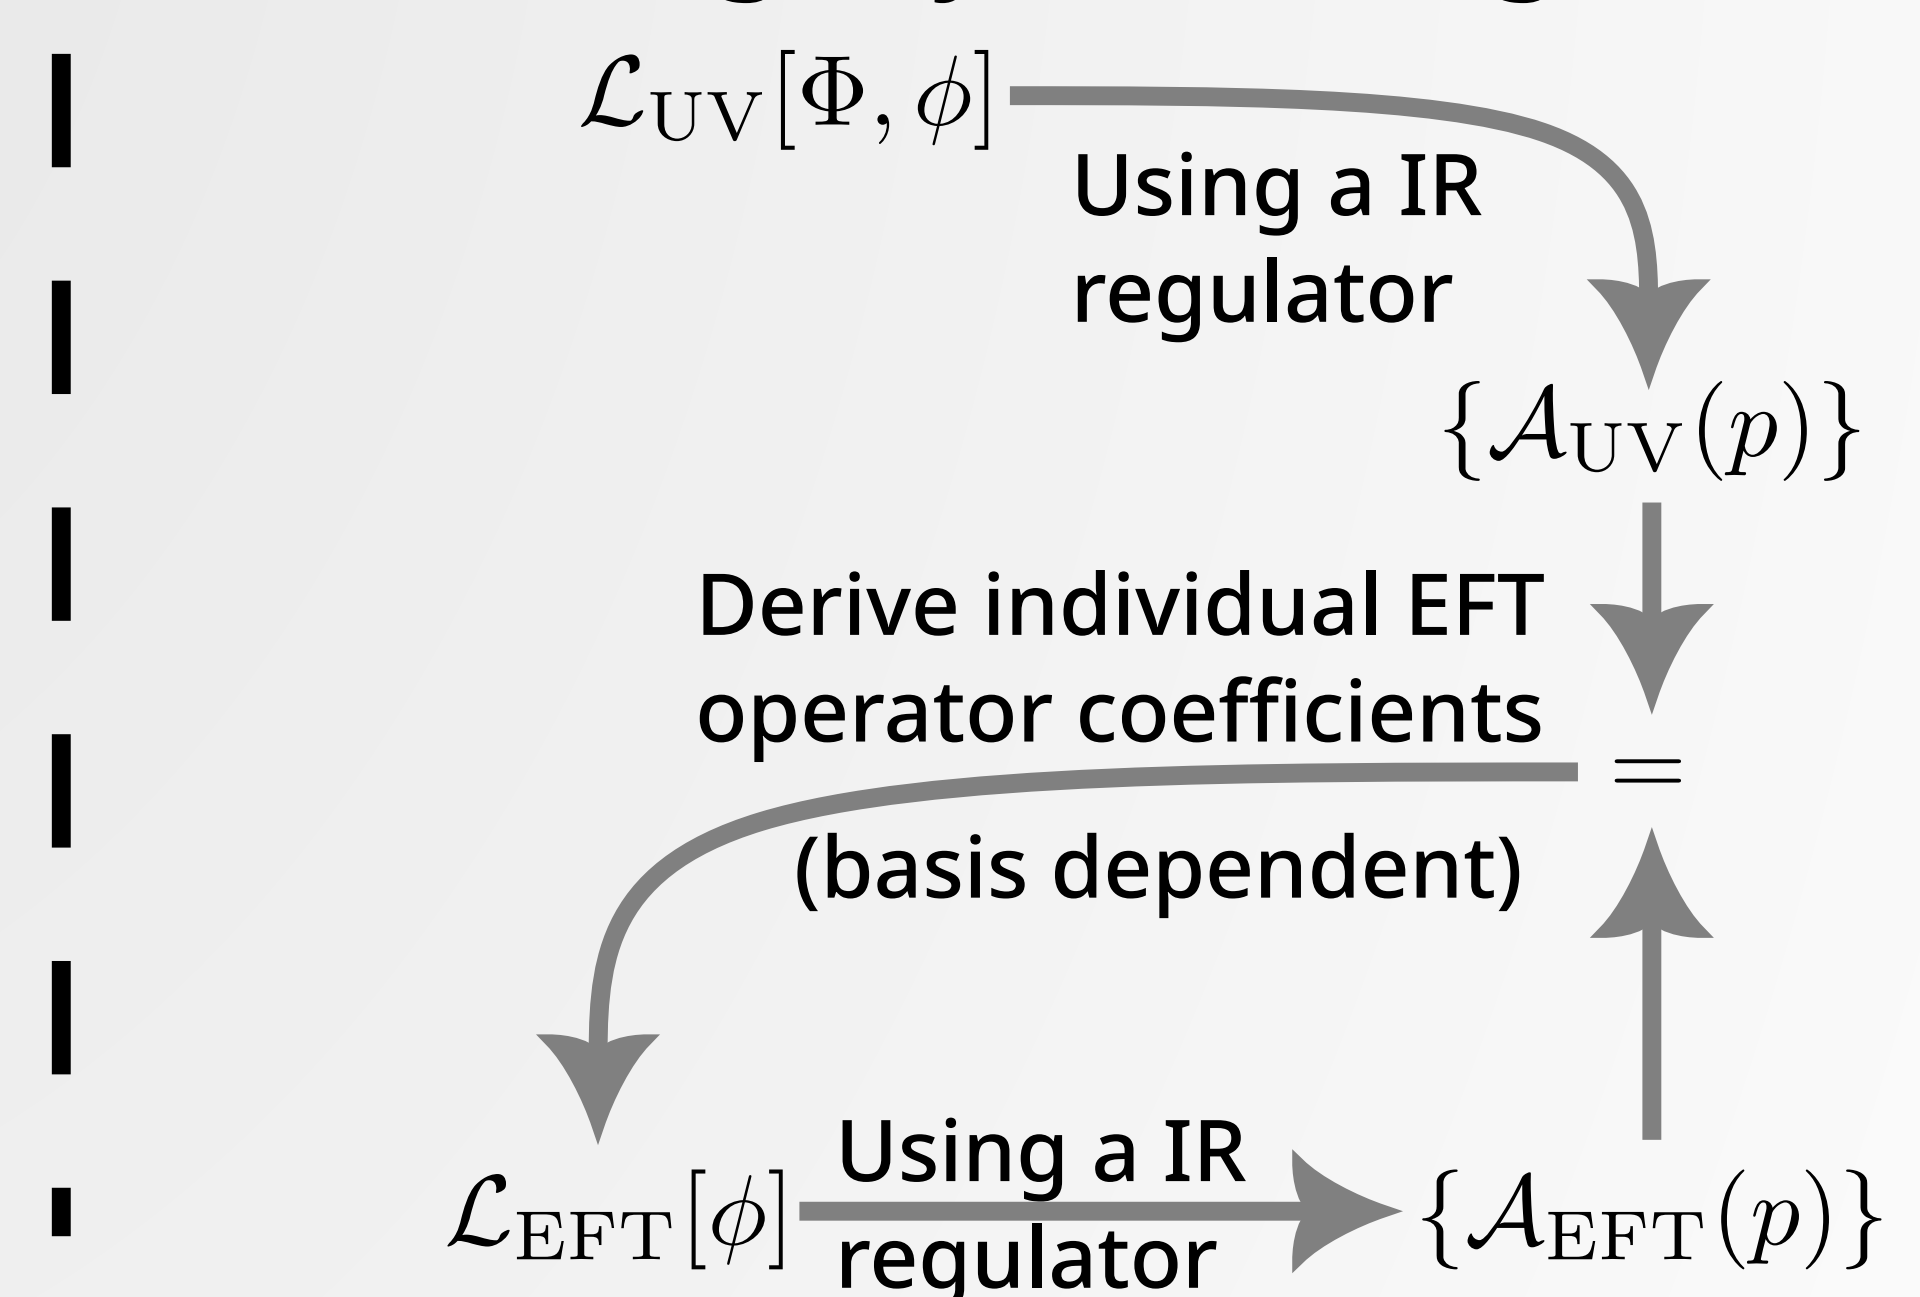 ℒ_UV[Φ, ϕ]
Using a IR
regulator
{𝒜_UV(p)}
Derive individual EFT
operator coefficients
=
(basis dependent)
Using a IR
ℒ_EFT[ϕ]
{𝒜_EFT(p)}
regulator